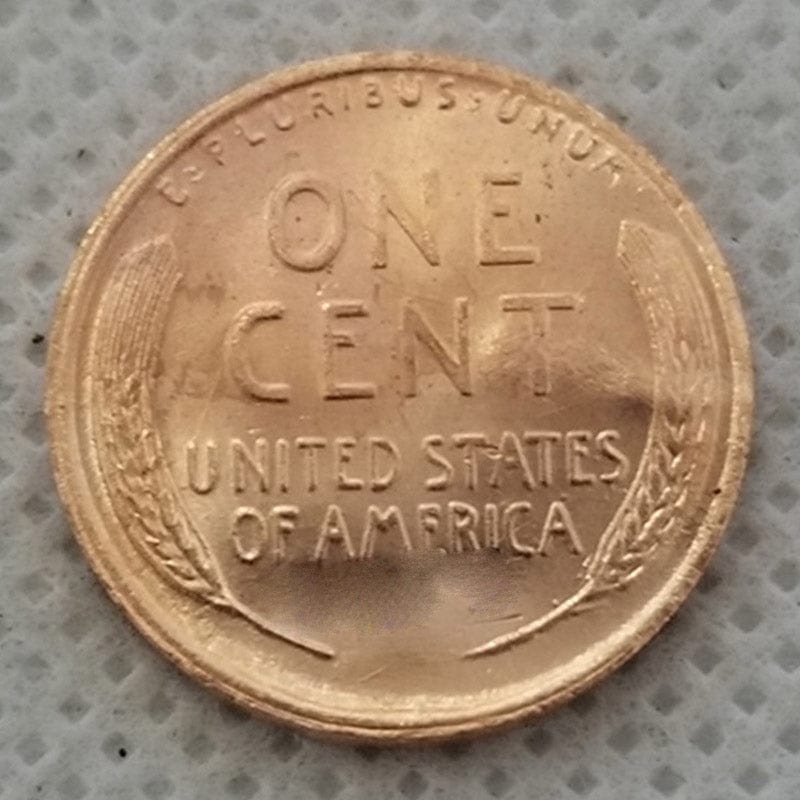 E·PLURIBUS·UNUM
ONE
CENT
UNITED STATES
OF AMERICA